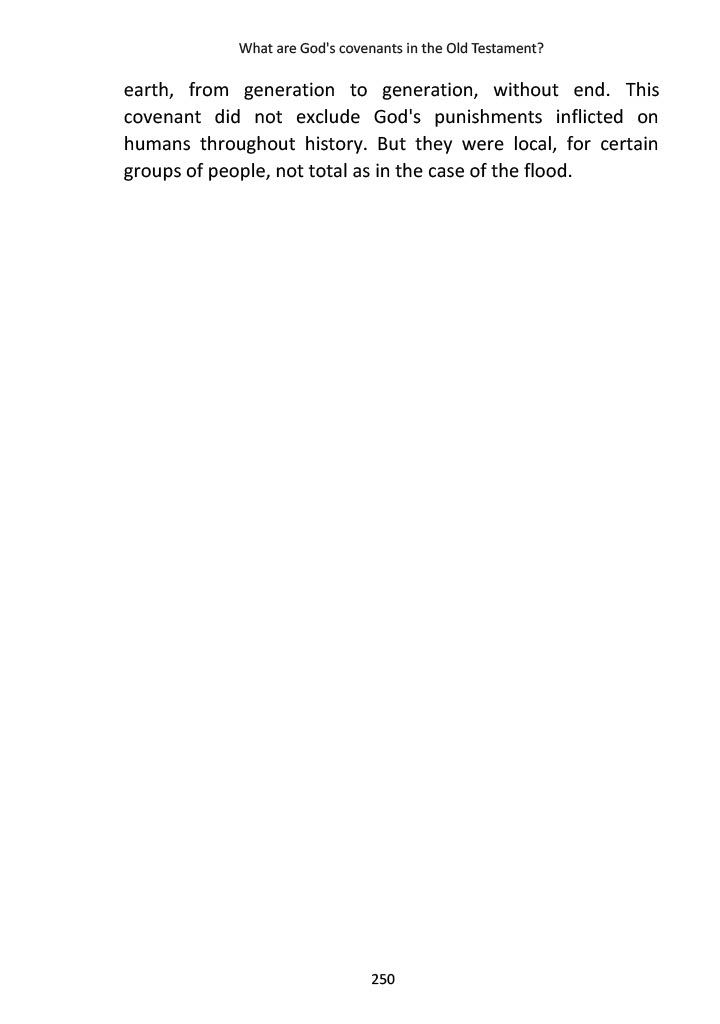 What are God's covenants in the Old Testament?
earth, from generation to generation, without end. This
covenant did not exclude God's punishments inflicted on
humans throughout history. But they were local, for certain
groups of people, not total as in the case of the flood.
250